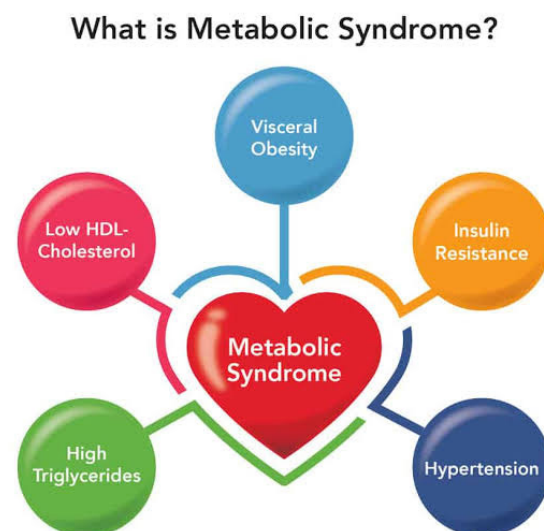 What is Metabolic Syndrome?
Visceral
Obesity
Low HDL-
Cholesterol
Insulin
Resistance
Metabolic
Syndrome
High
Triglycerides
Hypertension